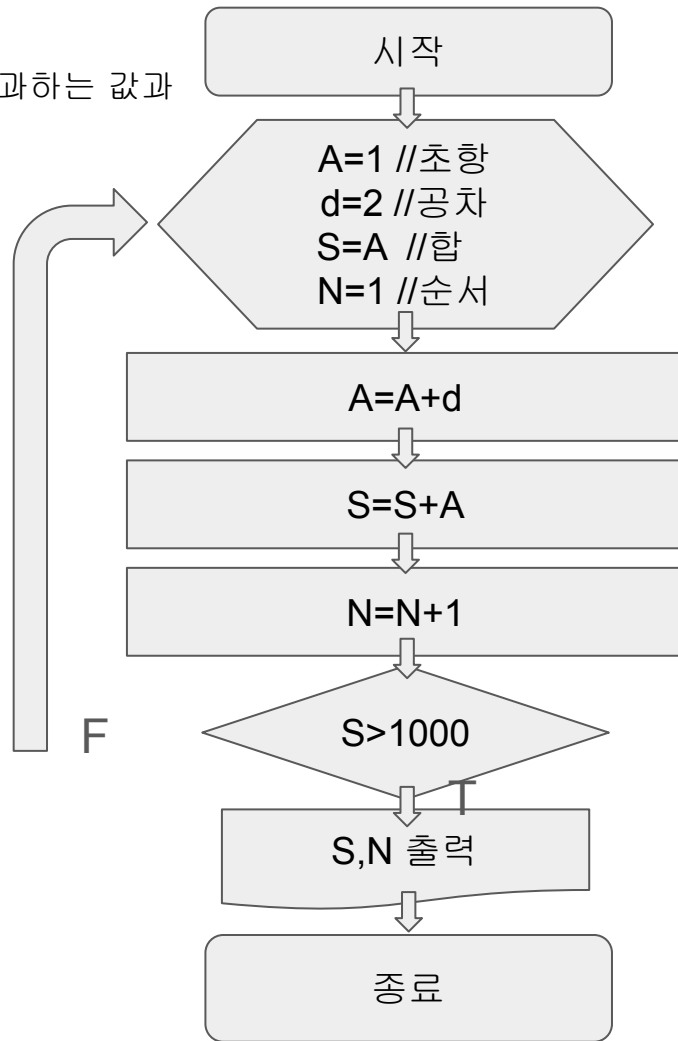 시작
과하는 값과
A=1 //초항
d=2 //공차
S=A //합
N=1 //순서
A=A+d
S=S+A
N=N+1
S>1000
F
T
S,N 출력
종료